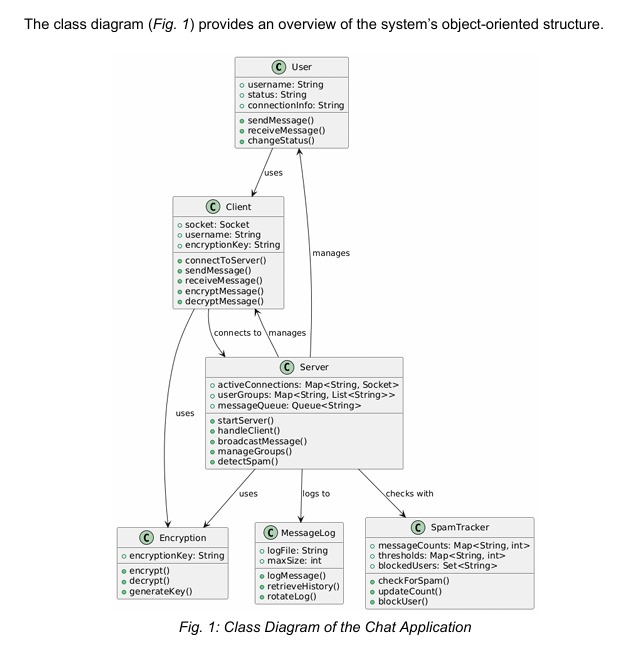 The class diagram (Fig. 1) provides an overview of the system’s object-oriented structure.
C User
username: String
status: String
connectionInfo: String
sendMessage()
receiveMessage()
changeStatus()
uses
C Client
socket: Socket
username: String
encryptionKey: String
connectToServer()
sendMessage()
receiveMessage()
encryptMessage()
decryptMessage()
manages
connects to
manages
C Server
activeConnections: Map<String, Socket>
userGroups: Map<String, List<String>>
messageQueue: Queue<String>
startServer()
handleClient()
broadcastMessage()
manageGroups()
detectSpam()
uses
uses
logs to
checks with
C Encryption
encryptionKey: String
encrypt()
decrypt()
generateKey()
C MessageLog
logFile: String
maxSize: int
logMessage()
retrieveHistory()
rotateLog()
C SpamTracker
messageCounts: Map<String, int>
thresholds: Map<String, int>
blockedUsers: Set<String>
checkForSpam()
updateCount()
blockUser()
Fig. 1: Class Diagram of the Chat Application